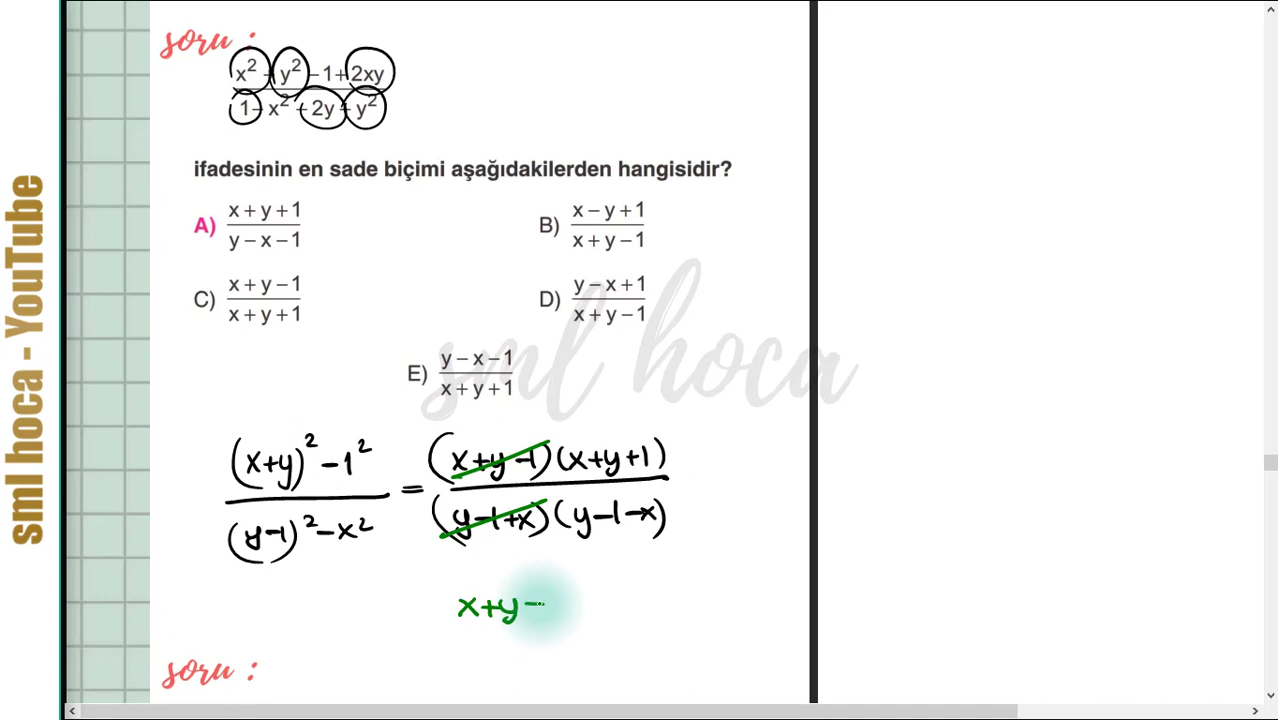 soru :
x² + y² – 1 + 2xy
1 – x² – 2y + y²
ifadesinin en sade biçimi aşağıdakilerden hangisidir?
A) x + y + 1 / y – x – 1
B) x – y + 1 / x + y – 1
C) x + y – 1 / x + y + 1
D) y – x + 1 / x + y – 1
E) y – x – 1 / x + y + 1
sml hoca
(x+y)² – 1² / (y–1)² – x² = (x+y–1)(x+y+1) / (y–1+x)(y–1–x)
x+y–
soru :
sml hoca - YouTube